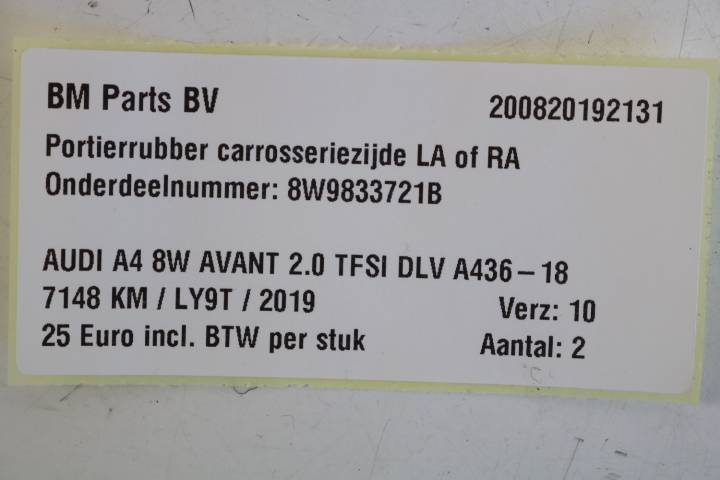 BM Parts BV 200820192131
Portierrubber carrosseriezijde LA of RA
Onderdeelnummer: 8W9833721B
AUDI A4 8W AVANT 2.0 TFSI DLV A436-18
7148 KM / LY9T / 2019 Verz: 10
25 Euro incl. BTW per stuk Aantal: 2